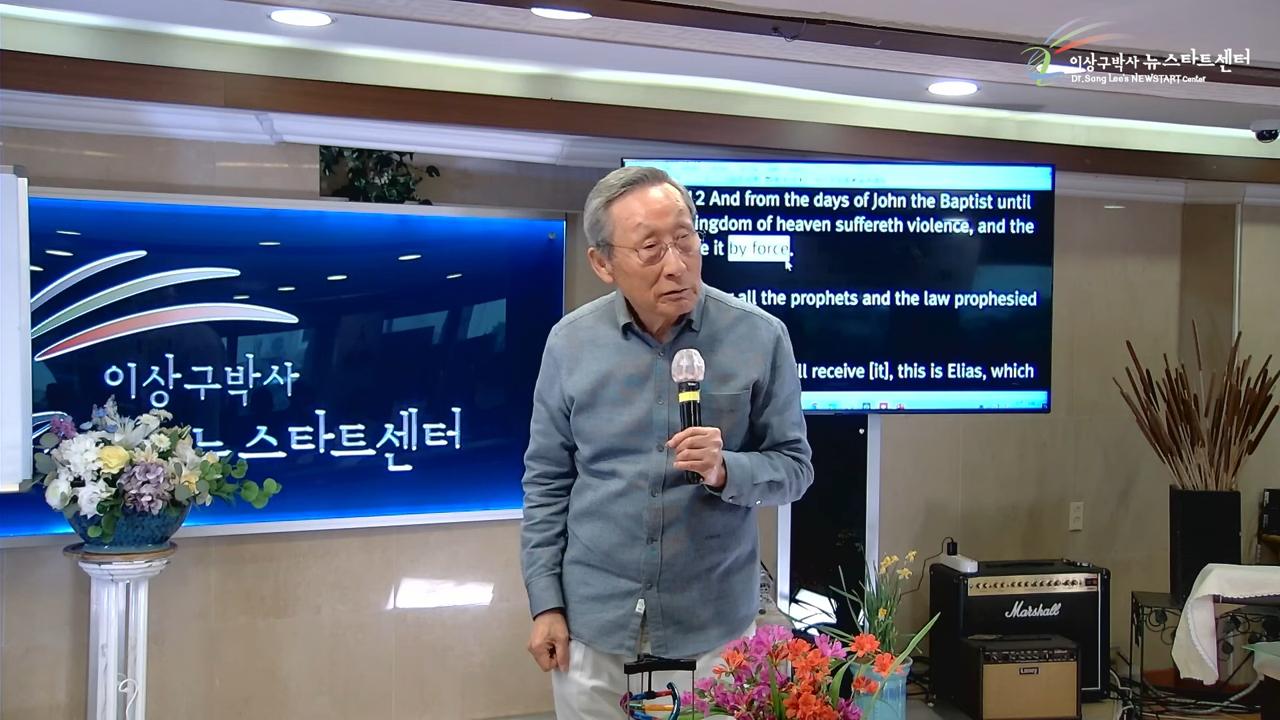 이상구박사 뉴스타트센터
Dr. Sang Lee's NEWSTART Center
12 And from the days of John the Baptist until
ingdom of heaven suffereth violence, and the
e it by force.
all the prophets and the law prophesied
ll receive [it], this is Elias, which
이상구박사
뉴스타트센터
Marshall
Laney